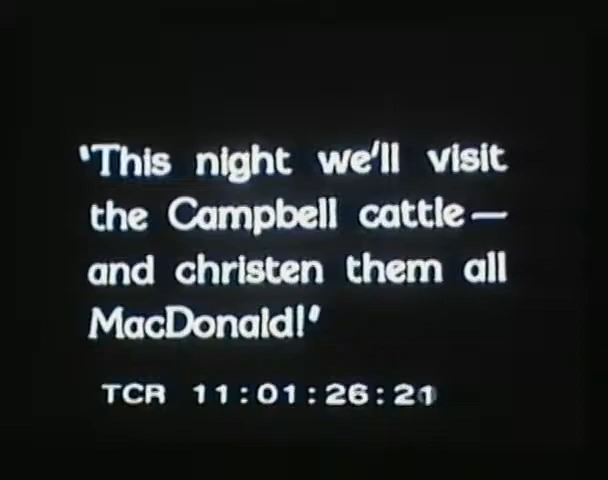 'This night we'll visit
the Campbell cattle—
and christen them all
MacDonald!'
TCR 11:01:26:21